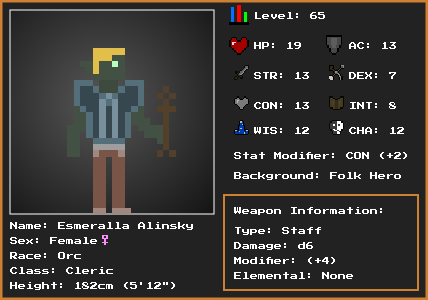 Level: 65
HP: 19
AC: 13
STR: 13
DEX: 7
CON: 13
INT: 8
WIS: 12
CHA: 12
Stat Modifier: CON (+2)
Background: Folk Hero
Name: Esmeralla Alinsky
Sex: Female♀
Race: Orc
Class: Cleric
Height: 182cm (5'12")
Weapon Information:
Type: Staff
Damage: d6
Modifier: (+4)
Elemental: None